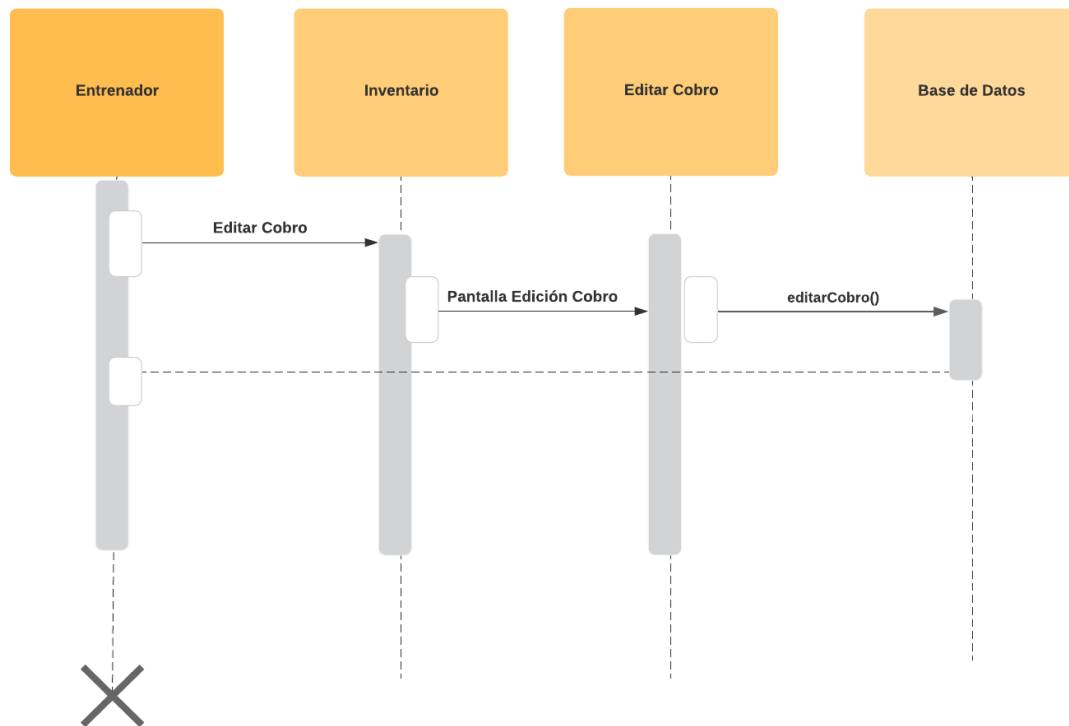 Entrenador
Inventario
Editar Cobro
Base de Datos
Editar Cobro
Pantalla Edición Cobro
editarCobro()